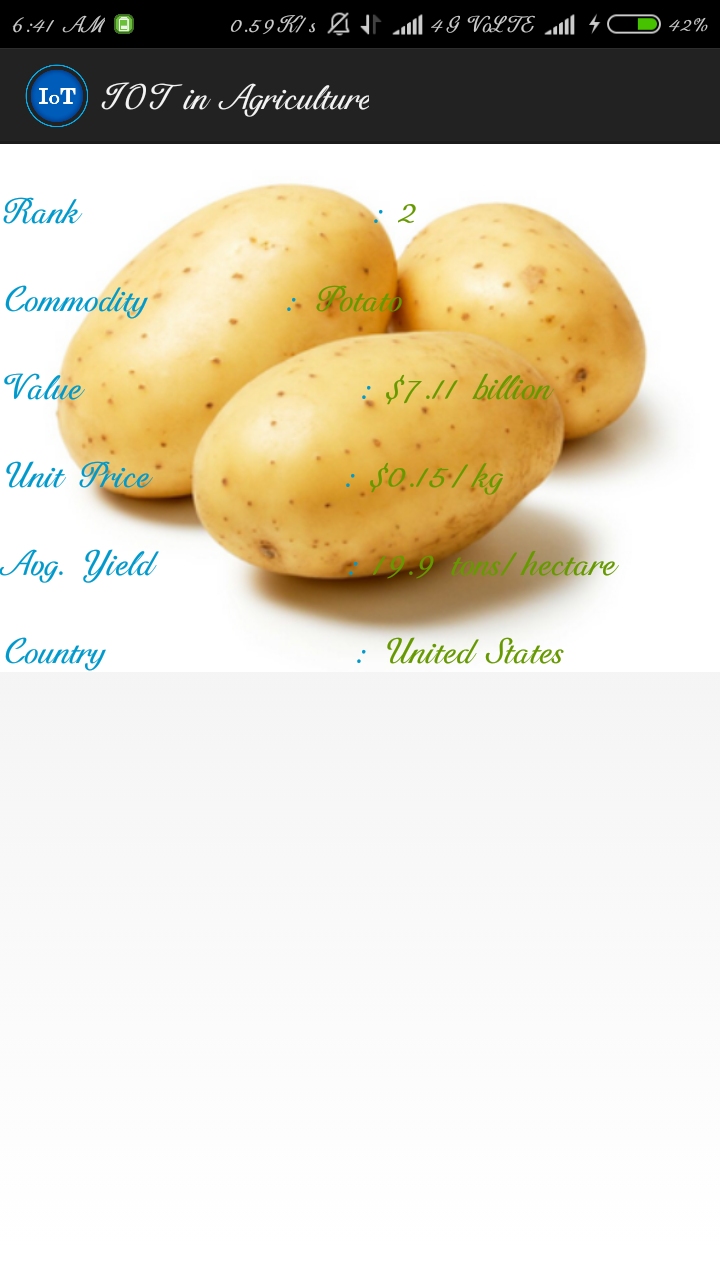 6:41 AM 0.59K/s 4G VoLTE 42%
IoT IOT in Agriculture
Rank : 2
Commodity : Potato
Value : $7.11 billion
Unit Price : $0.15/kg
Avg. Yield : 19.9 tons/hectare
Country : United States